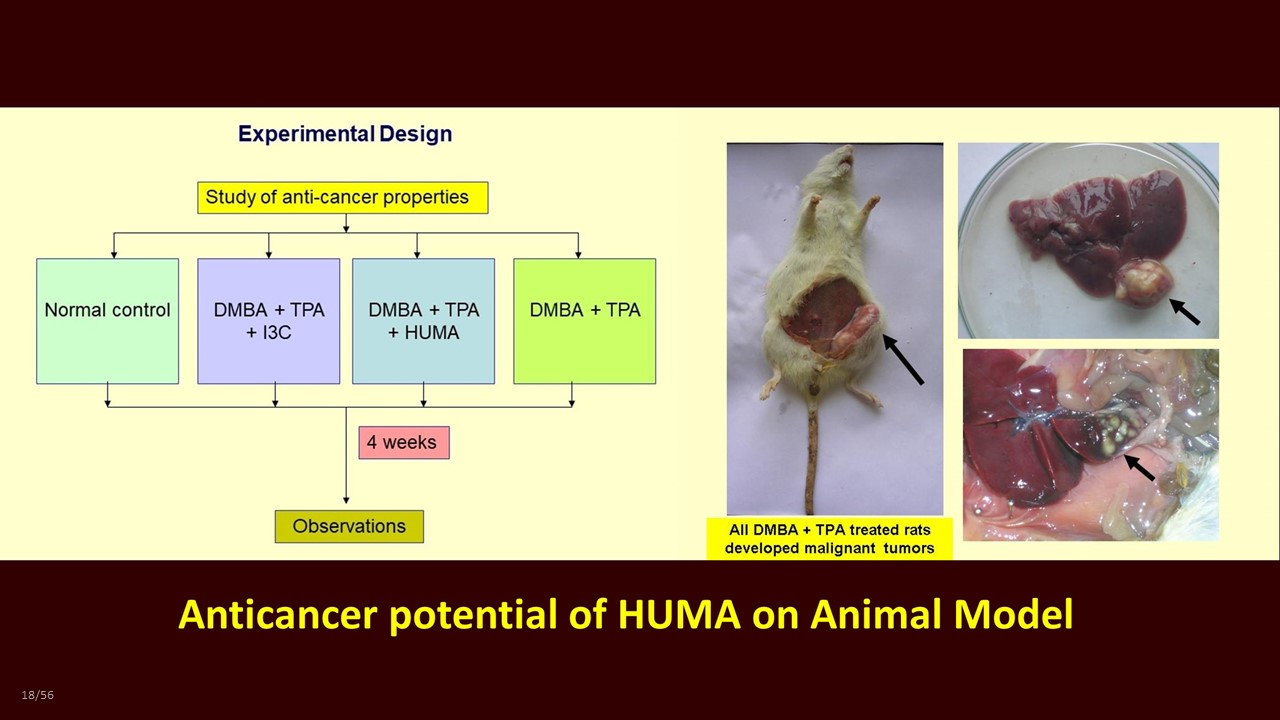 Experimental Design
Study of anti-cancer properties
Normal control
DMBA + TPA
+ I3C
DMBA + TPA
+ HUMA
DMBA + TPA
4 weeks
Observations
All DMBA + TPA treated rats
developed malignant tumors
Anticancer potential of HUMA on Animal Model
18/56